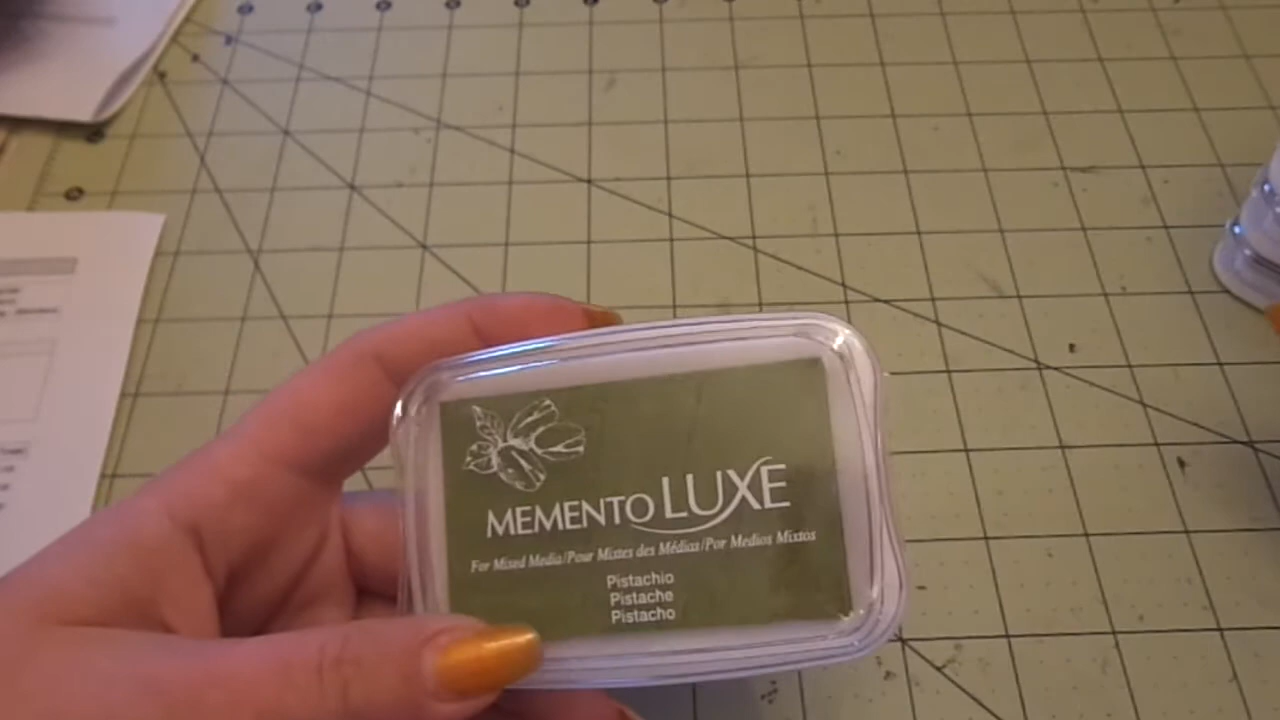 MEMENTO LUXE
For Mixed Media/Pour Mixtes des Médias/Por Medios Mixtos
Pistachio
Pistache
Pistacho